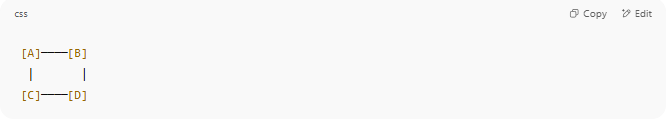 css
Copy
Edit
[A]────[B]
 |      |
[C]────[D]